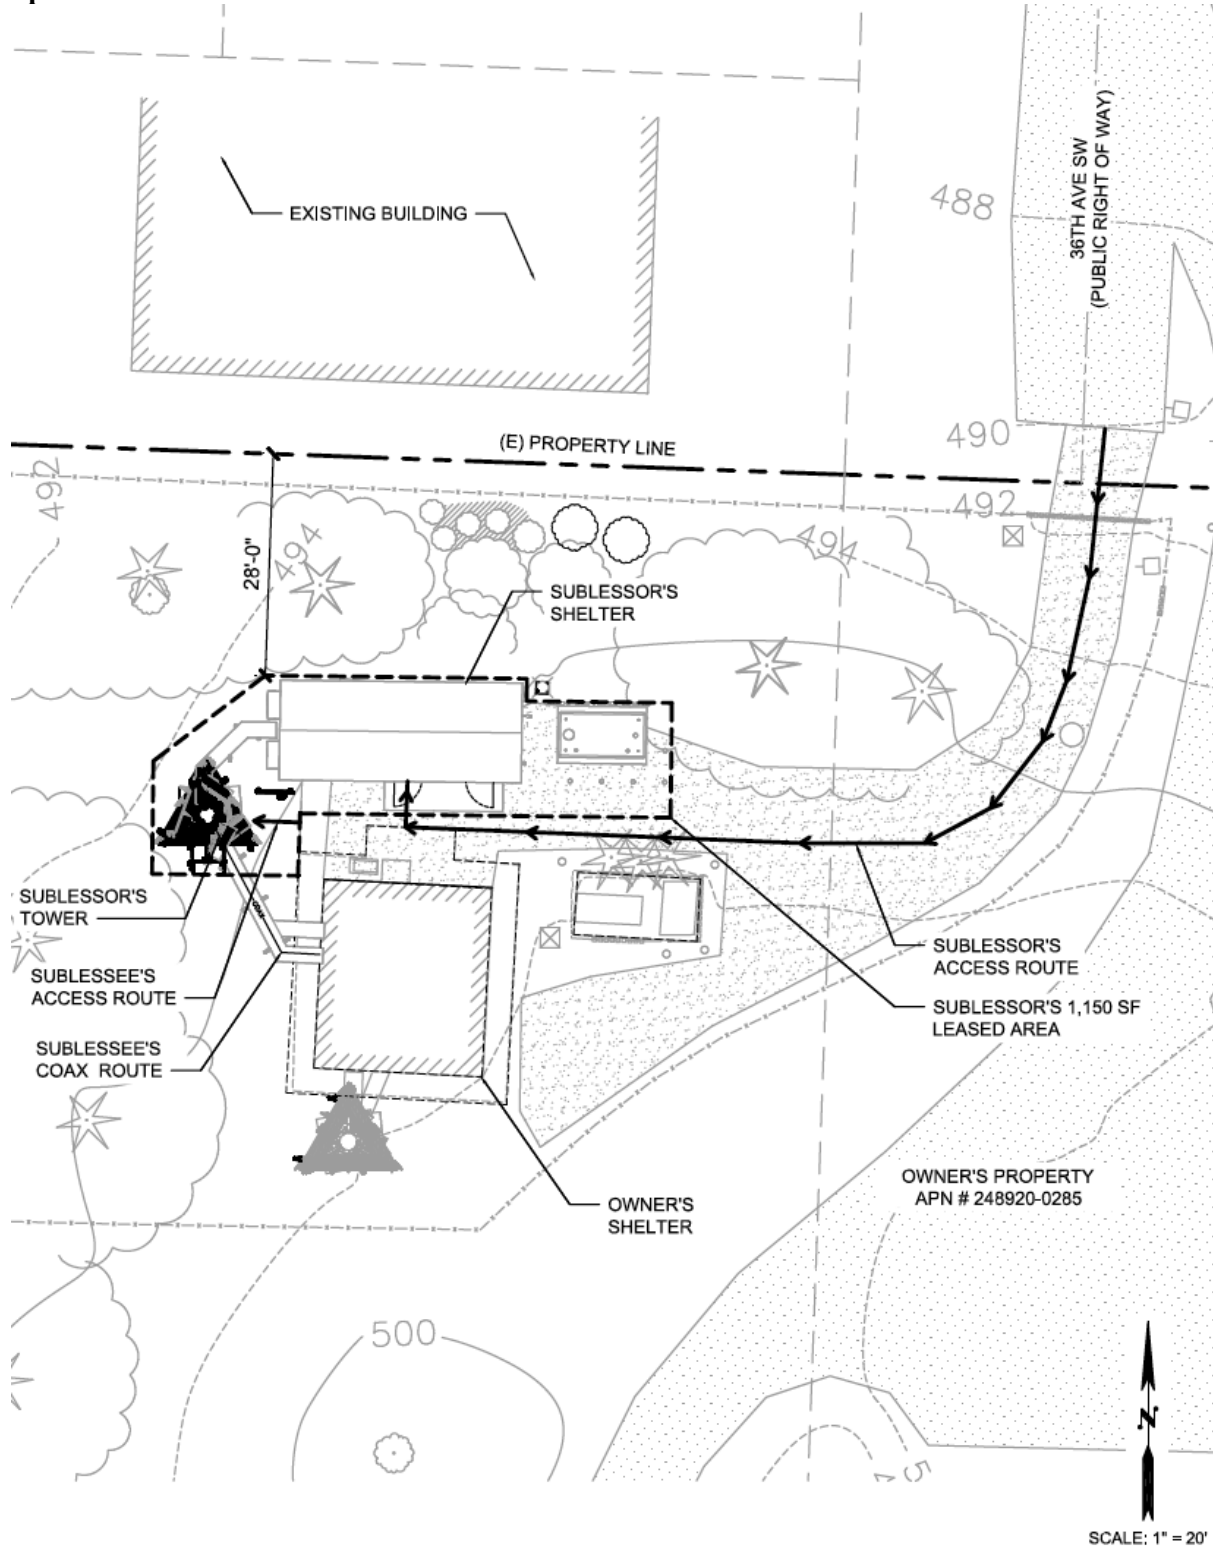 36TH AVE SW
(PUBLIC RIGHT OF WAY)
488
EXISTING BUILDING
490
(E) PROPERTY LINE
492
492
494
494
28'-0"
SUBLESSOR'S
SHELTER
SUBLESSOR'S
TOWER
SUBLESSEE'S
ACCESS ROUTE
SUBLESSEE'S
COAX ROUTE
SUBLESSOR'S
ACCESS ROUTE
SUBLESSOR'S 1,150 SF
LEASED AREA
OWNER'S PROPERTY
APN # 248920-0285
OWNER'S
SHELTER
500
N
SCALE: 1" = 20'